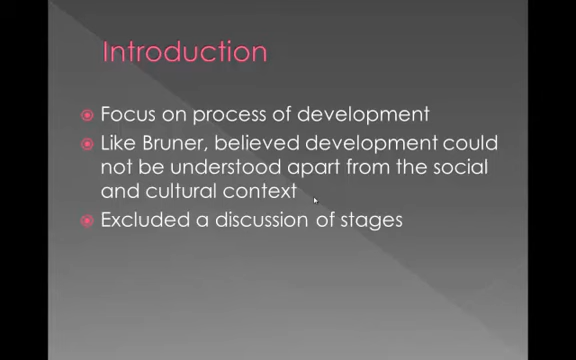 Introduction
Focus on process of development
Like Bruner, believed development could
not be understood apart from the social
and cultural context
Excluded a discussion of stages